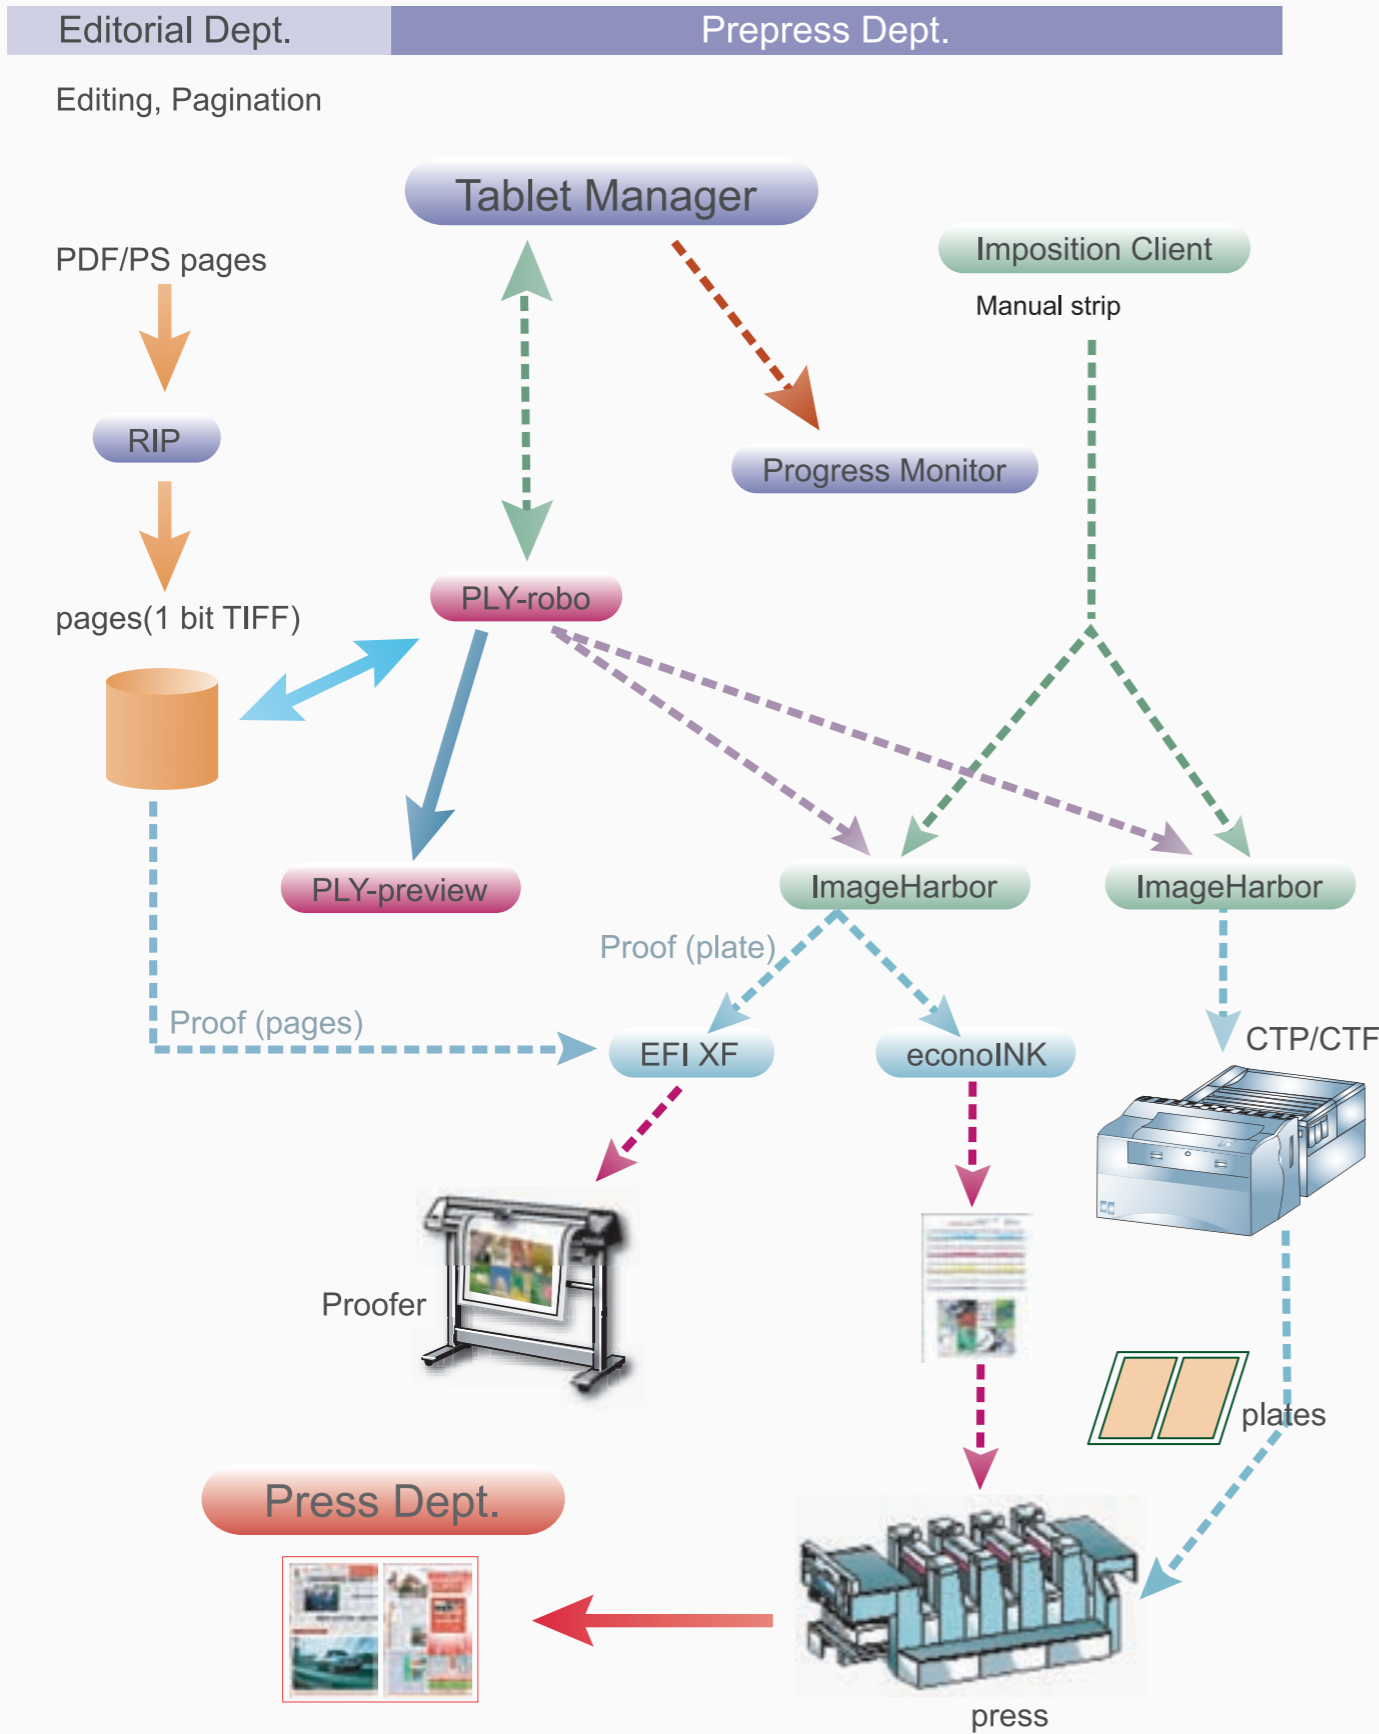 Editorial Dept.
Prepress Dept.
Editing, Pagination
Tablet Manager
Imposition Client
PDF/PS pages
Manual strip
RIP
Progress Monitor
PLY-robo
pages(1 bit TIFF)
PLY-preview
ImageHarbor
ImageHarbor
Proof (plate)
Proof (pages)
EFI XF
econoINK
CTP/CTF
Proofer
plates
Press Dept.
press